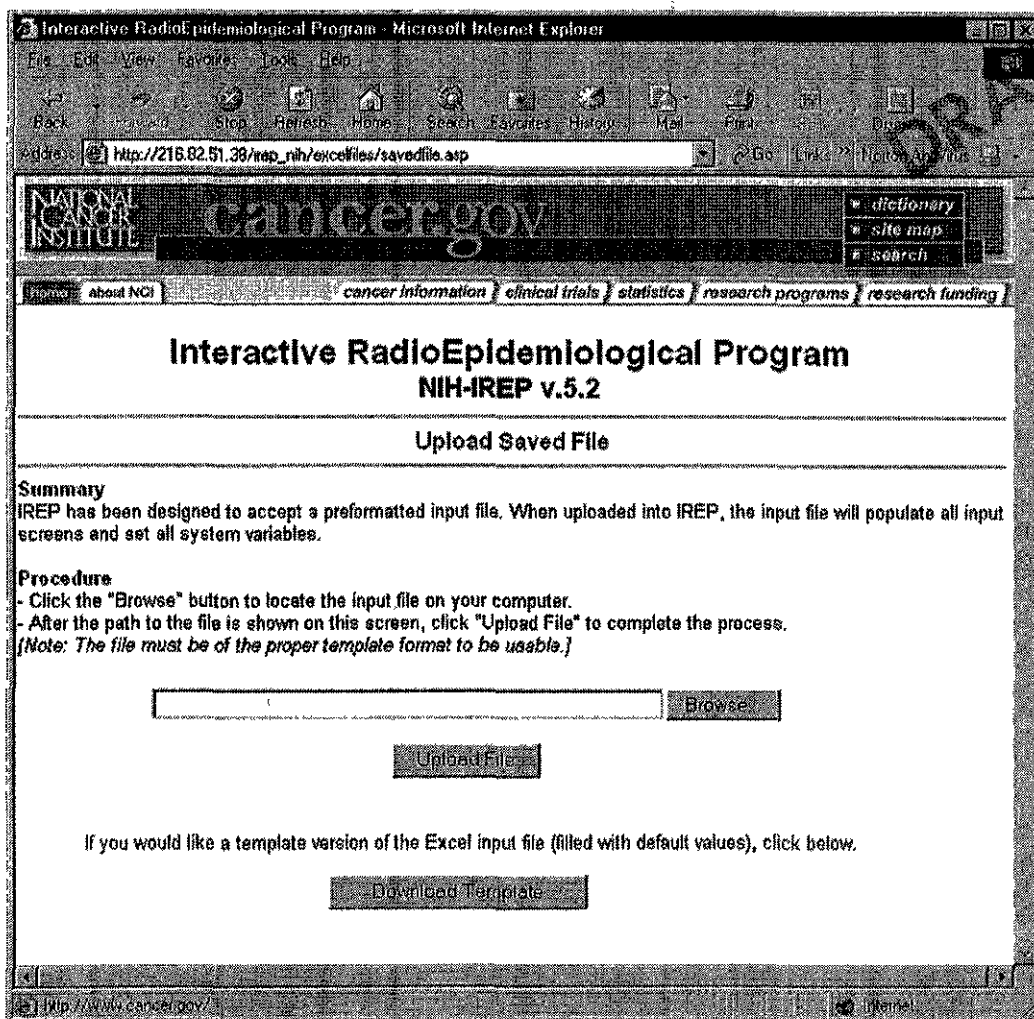 Interactive RadioEpidemiological Program - Microsoft Internet Explorer
File Edit View Favorites Tools Help
Back Stop Refresh Home Search Favorites History Mail Print
Address http://216.82.51.38/irep_nih/excelfiles/savedfile.asp Go Links Norton AntiVirus
NATIONAL CANCER INSTITUTE
cancer.gov
dictionary
site map
search
home about NCI cancer information clinical trials statistics research programs research funding
Interactive RadioEpidemiological Program
NIH-IREP v.5.2
Upload Saved File
Summary
IREP has been designed to accept a preformatted input file. When uploaded into IREP, the input file will populate all input
screens and set all system variables.
Procedure
- Click the "Browse" button to locate the input file on your computer.
- After the path to the file is shown on this screen, click "Upload File" to complete the process.
[Note: The file must be of the proper template format to be usable.]
Browse...
Upload File
If you would like a template version of the Excel input file (filled with default values), click below.
Download Template
http://www.cancer.gov/ Internet